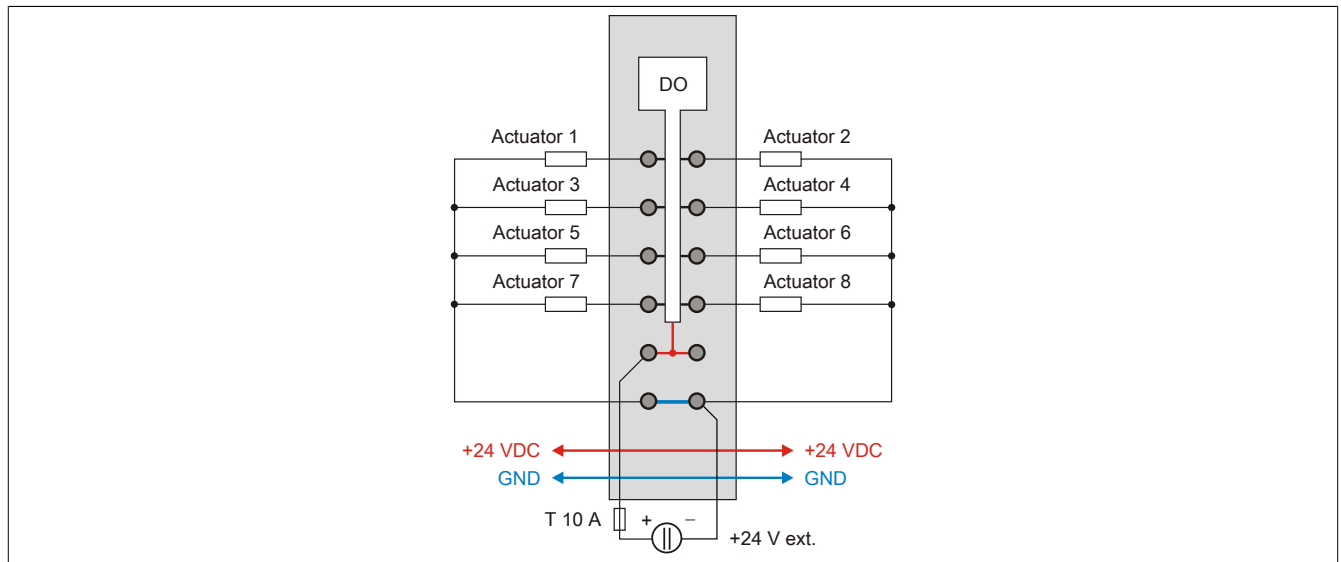 DO
Actuator 1
Actuator 2
Actuator 3
Actuator 4
Actuator 5
Actuator 6
Actuator 7
Actuator 8
+24 VDC
+24 VDC
GND
GND
T 10 A
+ −
+24 V ext.